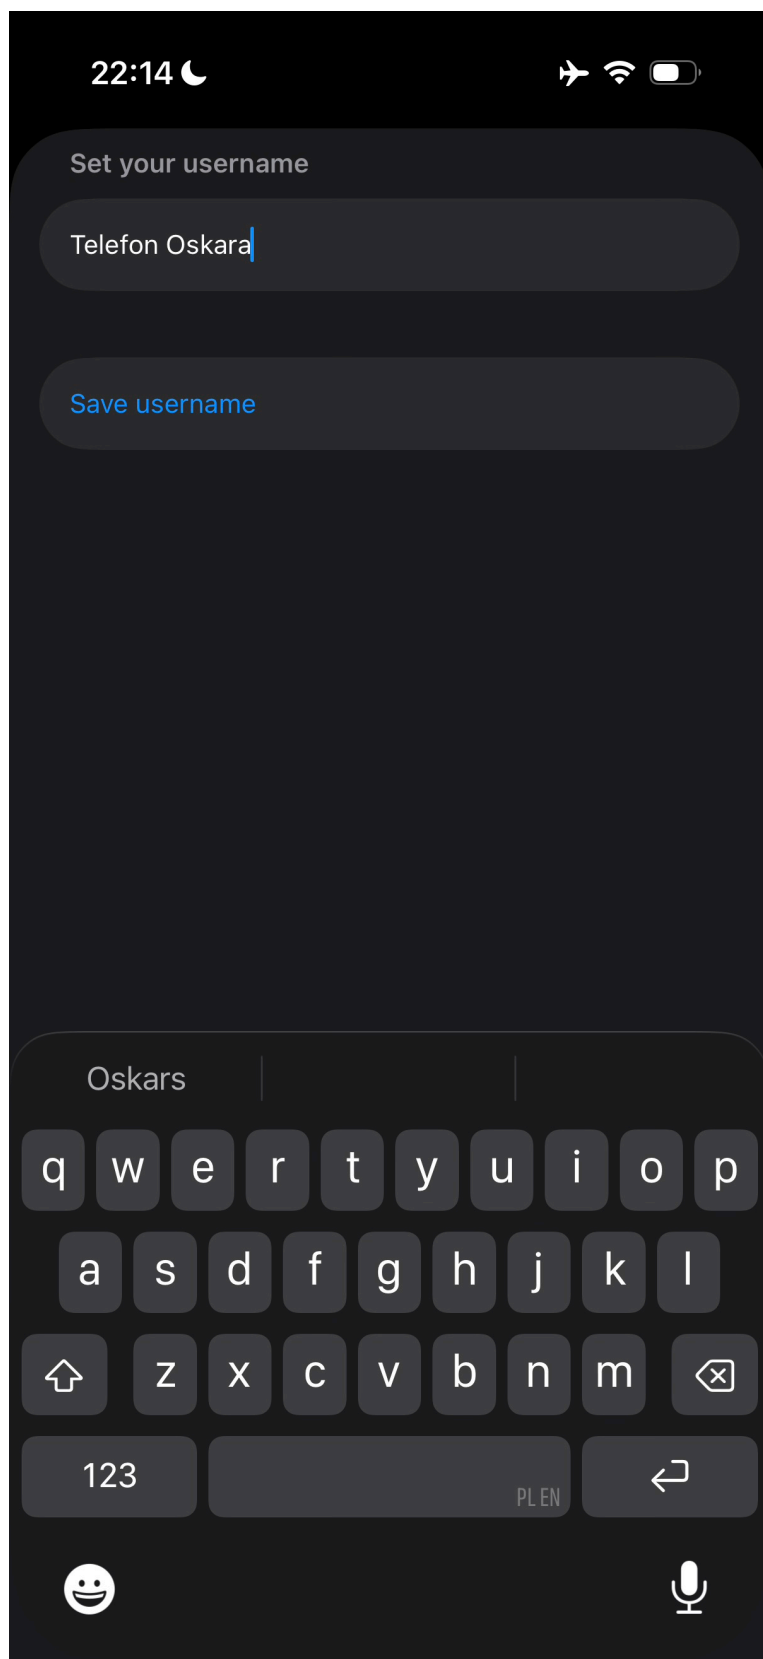 22:14
Set your username
Telefon Oskara
Save username
Oskars
q w e r t y u i o p
a s d f g h j k l
z x c v b n m
123
PL EN